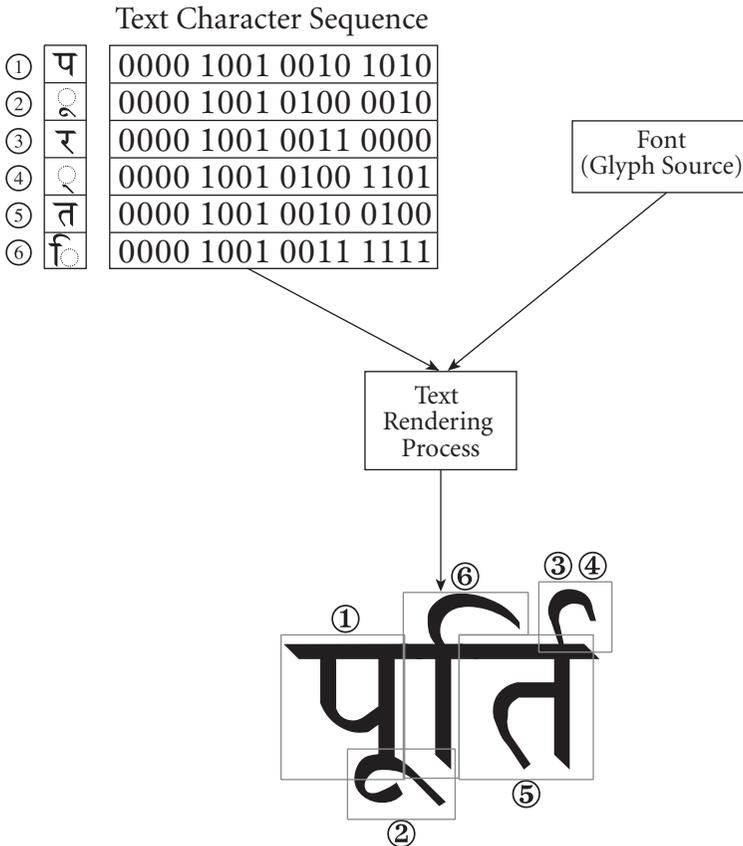 Text Character Sequence
① प 0000 1001 0010 1010
② ू 0000 1001 0100 0010
③ र 0000 1001 0011 0000
④ ् 0000 1001 0100 1101
⑤ त 0000 1001 0010 0100
⑥ ि 0000 1001 0011 1111
Font
(Glyph Source)
Text
Rendering
Process
③ ④
⑥
①
पूर्ति
⑤
②